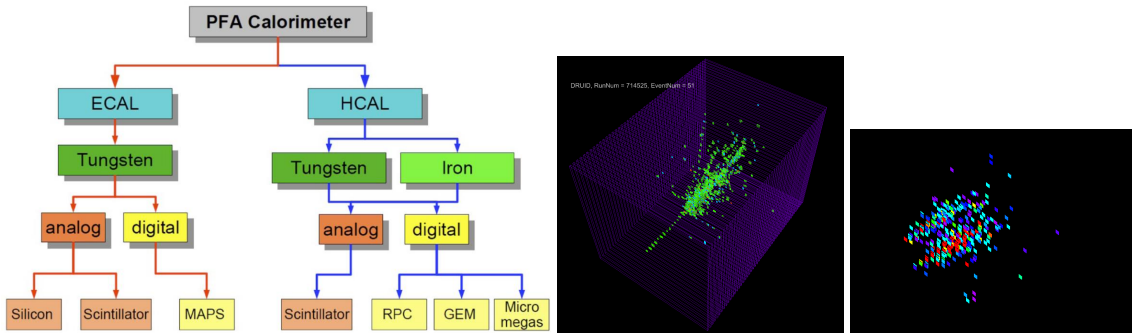 PFA Calorimeter
ECAL
HCAL
Tungsten
Tungsten
Iron
analog
digital
analog
digital
Silicon
Scintillator
MAPS
Scintillator
RPC
GEM
Micro
megas
DRUID, RunNum = 714525, EventNum = 51